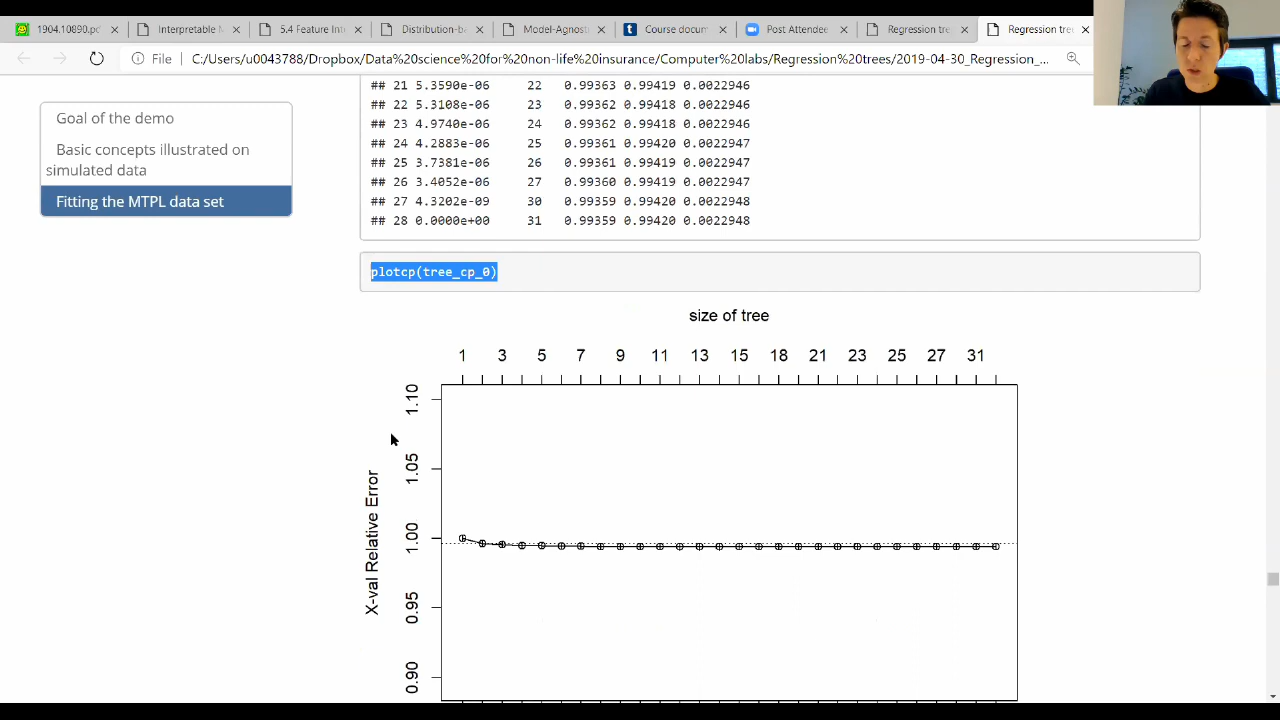 1904.10890.pd
Interpretable M
5.4 Feature Int
Distribution-ba
Model-Agnost
Course docum
Post Attendee
Regression tre
Regression tre
File
C:/Users/u0043788/Dropbox/Data%20science%20for%20non-life%20insurance/Computer%20labs/Regression%20trees/2019-04-30_Regression_...
Goal of the demo
Basic concepts illustrated on
simulated data
Fitting the MTPL data set
## 21 5.3590e-06 22 0.99363 0.99419 0.0022946
## 22 5.3108e-06 23 0.99362 0.99418 0.0022946
## 23 4.9740e-06 24 0.99362 0.99418 0.0022946
## 24 4.2883e-06 25 0.99361 0.99420 0.0022947
## 25 3.7381e-06 26 0.99361 0.99419 0.0022947
## 26 3.4052e-06 27 0.99360 0.99419 0.0022947
## 27 4.3202e-09 30 0.99359 0.99420 0.0022948
## 28 0.0000e+00 31 0.99359 0.99420 0.0022948
plotcp(tree_cp_0)
size of tree
1 3 5 7 9 11 13 15 18 21 23 25 27 31
X-val Relative Error
1.10
1.05
1.00
0.95
0.90